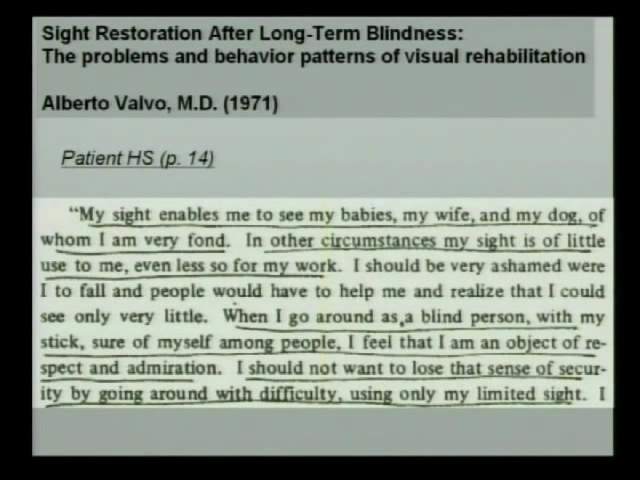 Sight Restoration After Long-Term Blindness:
The problems and behavior patterns of visual rehabilitation
Alberto Valvo, M.D. (1971)
Patient HS (p. 14)
"My sight enables me to see my babies, my wife, and my dog, of
whom I am very fond. In other circumstances my sight is of little
use to me, even less so for my work. I should be very ashamed were
I to fall and people would have to help me and realize that I could
see only very little. When I go around as a blind person, with my
stick, sure of myself among people, I feel that I am an object of re-
spect and admiration. I should not want to lose that sense of secur-
ity by going around with difficulty, using only my limited sight. I